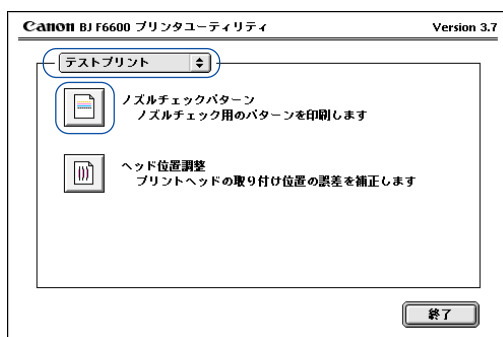 Canon BJ F6600 プリンタユーティリティ Version 3.7
テストプリント
ノズルチェックパターン
ノズルチェック用のパターンを印刷します
ヘッド位置調整
プリントヘッドの取り付け位置の誤差を補正します
終了